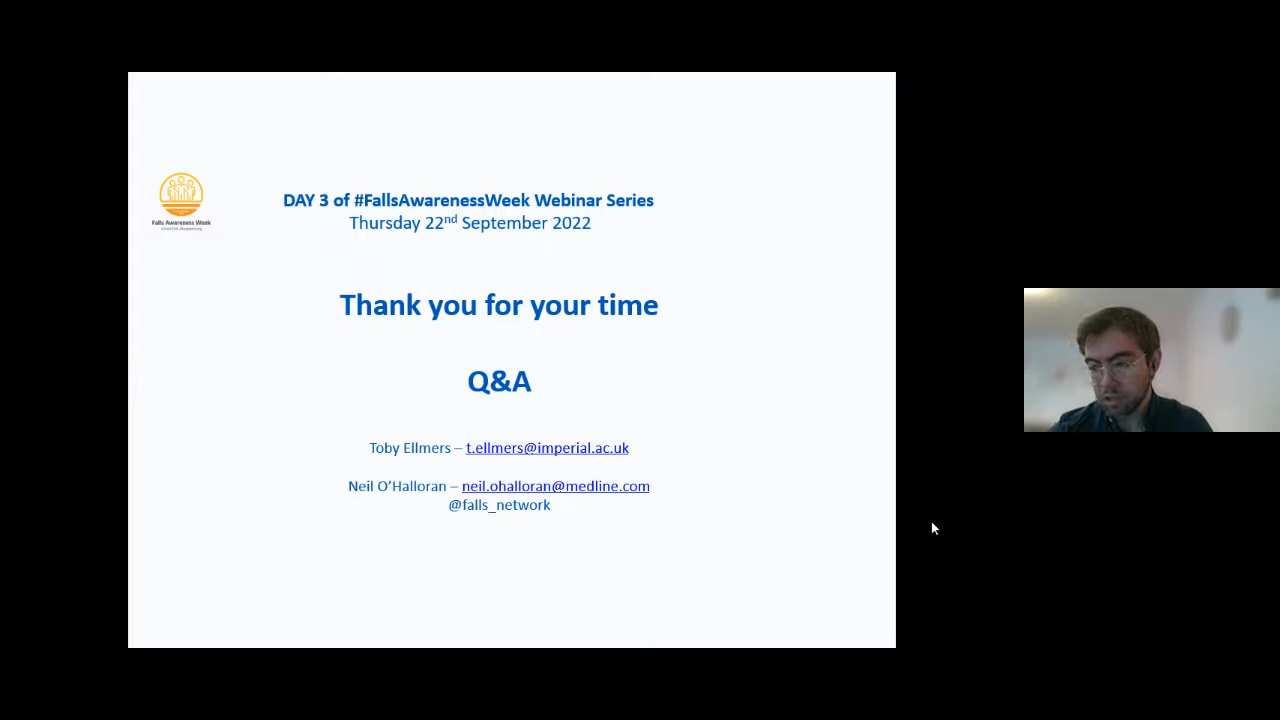 Falls Awareness Week
DAY 3 of #FallsAwarenessWeek Webinar Series
Thursday 22nd September 2022
Thank you for your time
Q&A
Toby Ellmers – t.ellmers@imperial.ac.uk
Neil O'Halloran – neil.ohalloran@medline.com
@falls_network